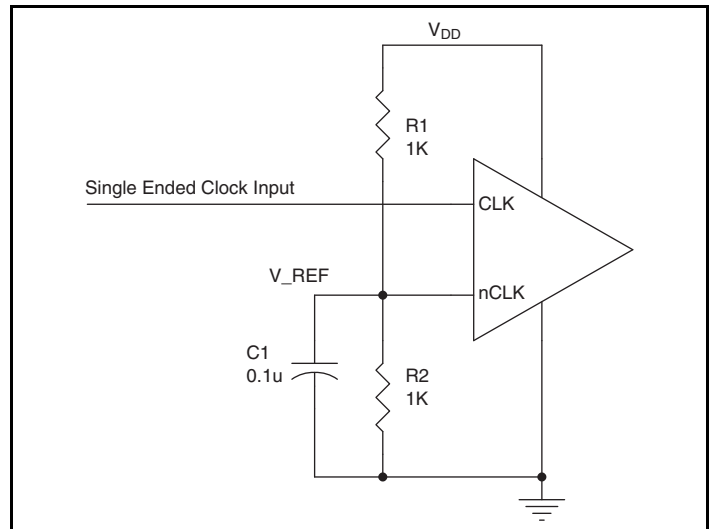 VDD
R1
1K
Single Ended Clock Input
CLK
V_REF
nCLK
C1
0.1u
R2
1K